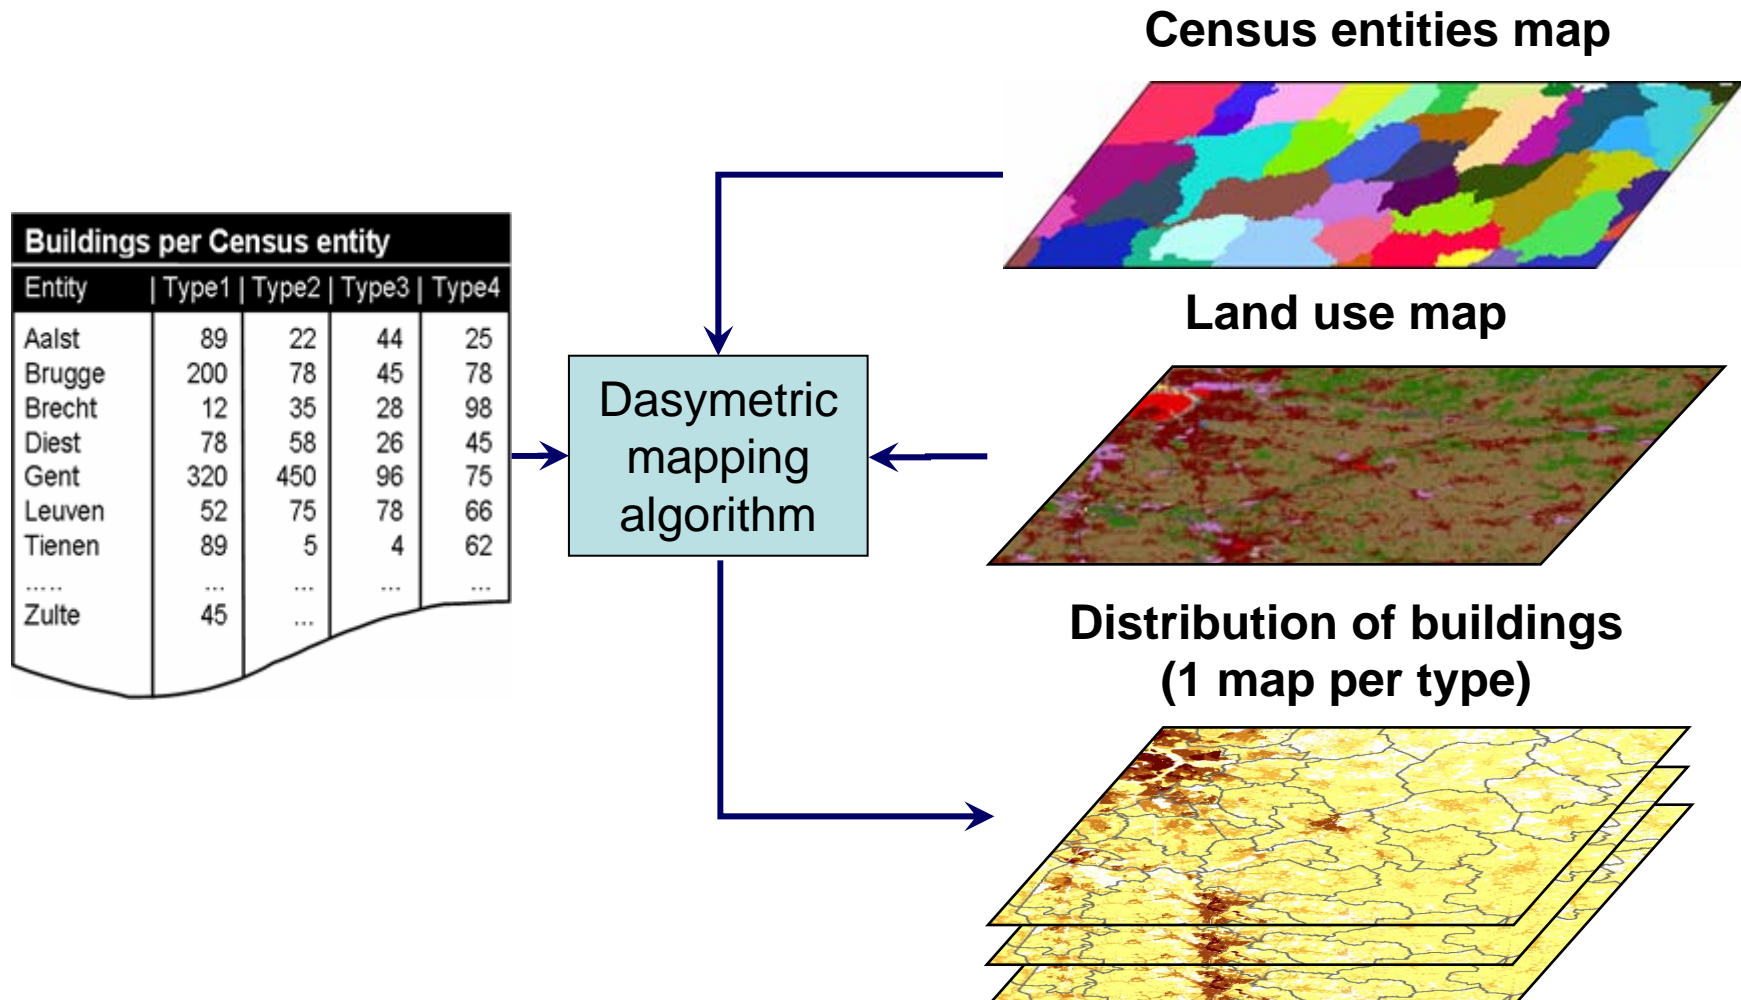 Census entities map
Buildings per Census entity
Entity | Type1 | Type2 | Type3 | Type4
Aalst 89 22 44 25
Brugge 200 78 45 78
Brecht 12 35 28 98
Diest 78 58 26 45
Gent 320 450 96 75
Leuven 52 75 78 66
Tienen 89 5 4 62
..... ... ... ... ...
Zulte 45 ...
Dasymetric
mapping
algorithm
Land use map
Distribution of buildings
(1 map per type)